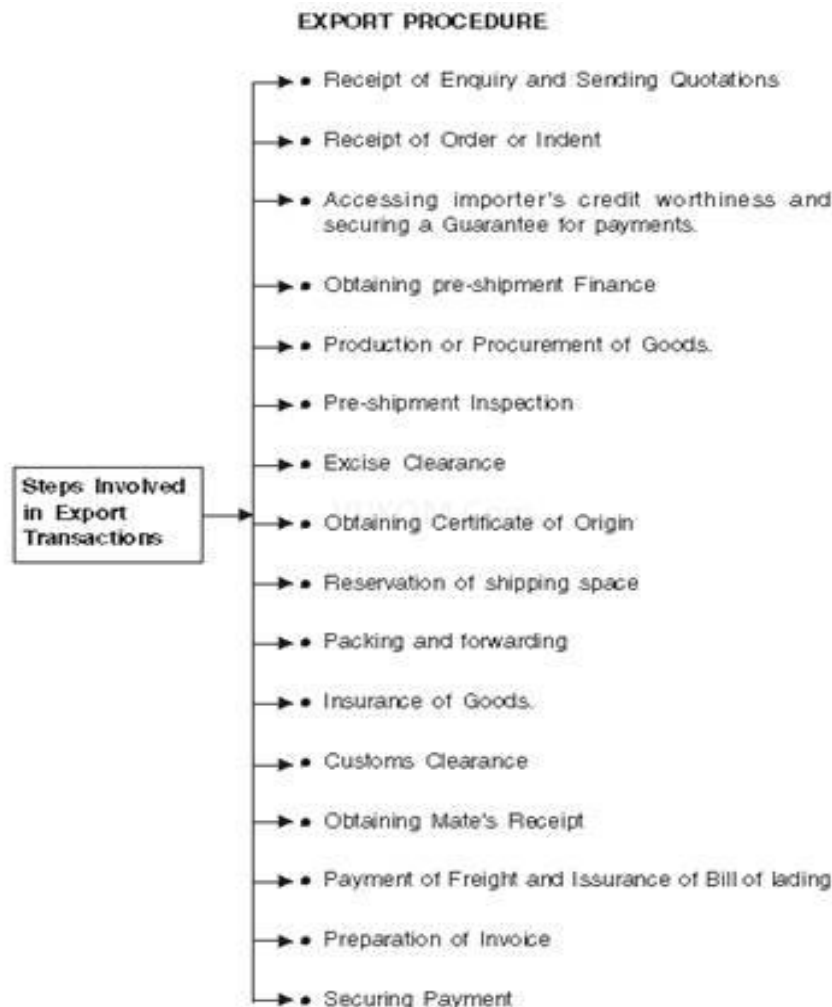 EXPORT PROCEDURE
• Receipt of Enquiry and Sending Quotations
• Receipt of Order or Indent
• Accessing importer's credit worthiness and
securing a Guarantee for payments.
• Obtaining pre-shipment Finance
• Production or Procurement of Goods.
• Pre-shipment Inspection
• Excise Clearance
Steps Involved
in Export
Transactions
• Obtaining Certificate of Origin
• Reservation of shipping space
• Packing and forwarding
• Insurance of Goods.
• Customs Clearance
• Obtaining Mate's Receipt
• Payment of Freight and Issurance of Bill of lading
• Preparation of Invoice
• Securing Payment